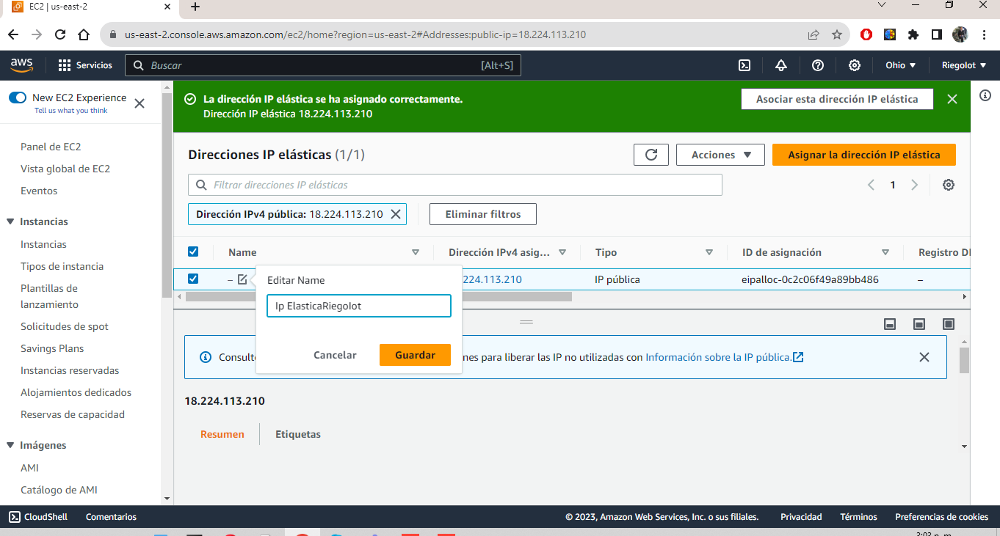 EC2 | us-east-2
us-east-2.console.aws.amazon.com/ec2/home?region=us-east-2#Addresses:public-ip=18.224.113.210
aws
Servicios
Buscar
[Alt+S]
Ohio
Riegolot
New EC2 Experience
Tell us what you think
Panel de EC2
Vista global de EC2
Eventos
Instancias
Instancias
Tipos de instancia
Plantillas de
lanzamiento
Solicitudes de spot
Savings Plans
Instancias reservadas
Alojamientos dedicados
Reservas de capacidad
Imágenes
AMI
Catálogo de AMI
La dirección IP elástica se ha asignado correctamente.
Dirección IP elástica 18.224.113.210
Asociar esta dirección IP elástica
Direcciones IP elásticas (1/1)
Acciones
Asignar la dirección IP elástica
Filtrar direcciones IP elásticas
1
Dirección IPv4 pública: 18.224.113.210
Eliminar filtros
Name
Dirección IPv4 asig...
Tipo
ID de asignación
Registro D
–
224.113.210
IP pública
eipalloc-0c2c06f49a89bb486
–
Editar Name
Ip ElasticaRiegolot
Cancelar
Guardar
Consult
nes para liberar las IP no utilizadas con Información sobre la IP pública.
18.224.113.210
Resumen
Etiquetas
CloudShell
Comentarios
© 2023, Amazon Web Services, Inc. o sus filiales.
Privacidad
Términos
Preferencias de cookies